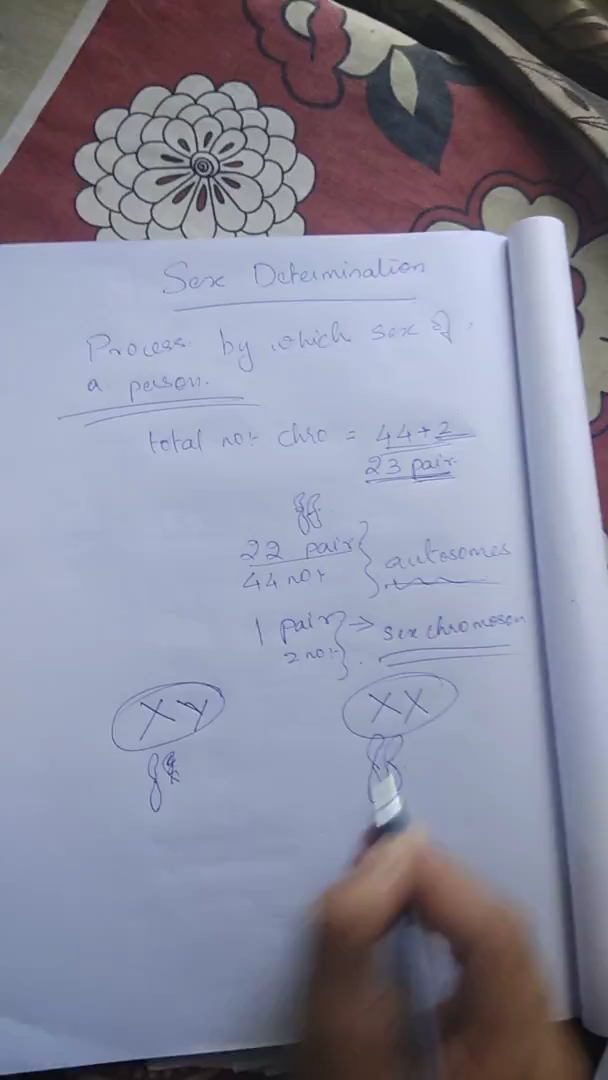 Sex Determination
Process by which sex of
a person.
total no:- chro = 44+2
23 pair
22 pair } autosomes
44 no:-
1 pair } → sex chromosom
2 no:-
XY XX